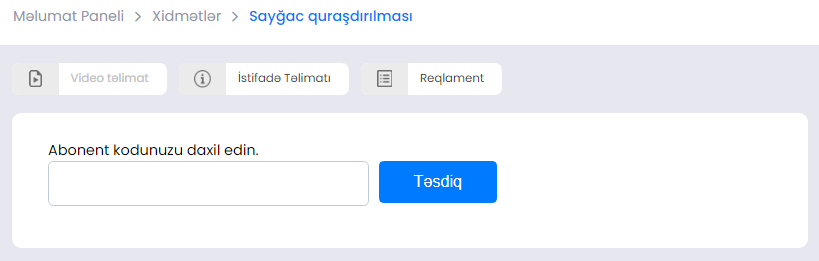 Məlumat Paneli > Xidmətlər > Sayğac quraşdırılması
Video təlimat İstifadə Təlimatı Reqlament
Abonent kodunuzu daxil edin.
Təsdiq